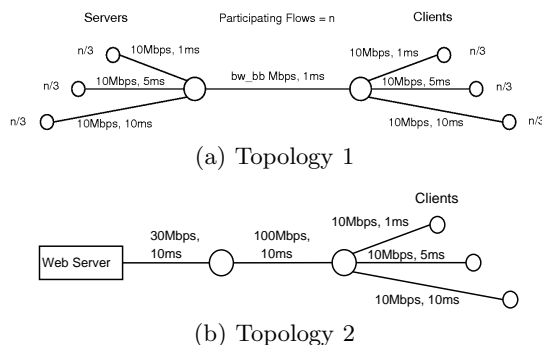 Servers
Participating Flows = n
Clients
n/3
10Mbps, 1ms
10Mbps, 1ms
n/3
n/3
10Mbps, 5ms
bw_bb Mbps, 1ms
10Mbps, 5ms
n/3
n/3
10Mbps, 10ms
10Mbps, 10ms
n/3
(a) Topology 1
Clients
30Mbps,
10ms
100Mbps,
10ms
10Mbps, 1ms
Web Server
10Mbps, 5ms
10Mbps, 10ms
(b) Topology 2